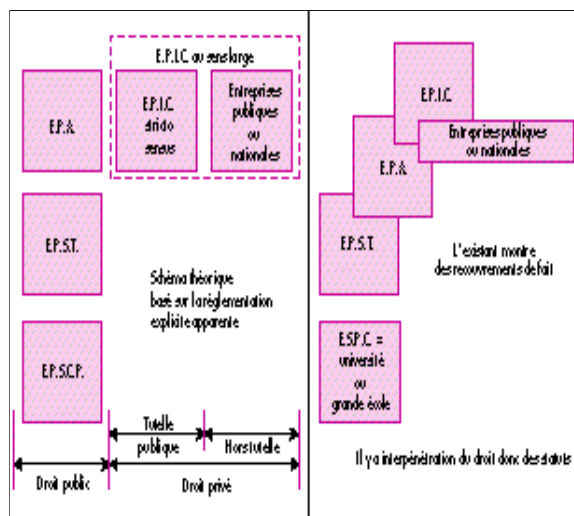 E.P.I.C. au sens large
E.P.A.
E.P.I.C.
stricto
sensus
Entreprises
publiques
ou
nationales
E.P.S.T.
Schéma théorique
basé sur la réglementation
explicite apparente
E.P.S.C.P.
Tutelle
publique
Hors tutelle
Droit public
Droit privé
E.P.I.C.
Entreprises publiques
ou nationales
E.P.A.
E.P.S.T.
L'existant montre
des recouvrements de fait
E.S.P.C. =
université
ou
grande école
Il y a interpénétration du droit donc des statuts